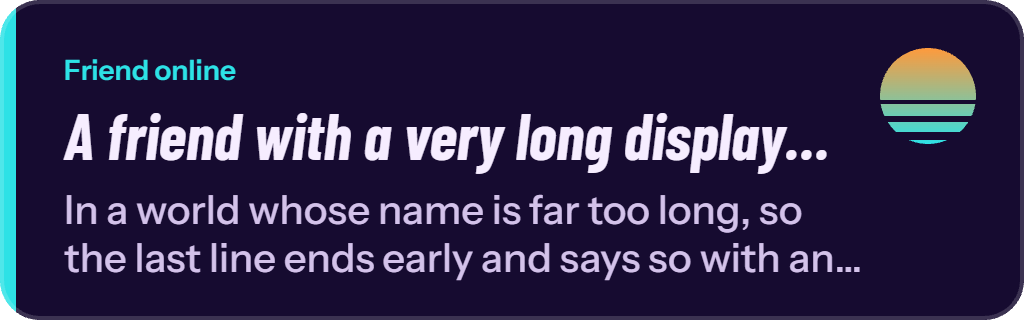 Friend online
A friend with a very long display...
In a world whose name is far too long, so
the last line ends early and says so with an...